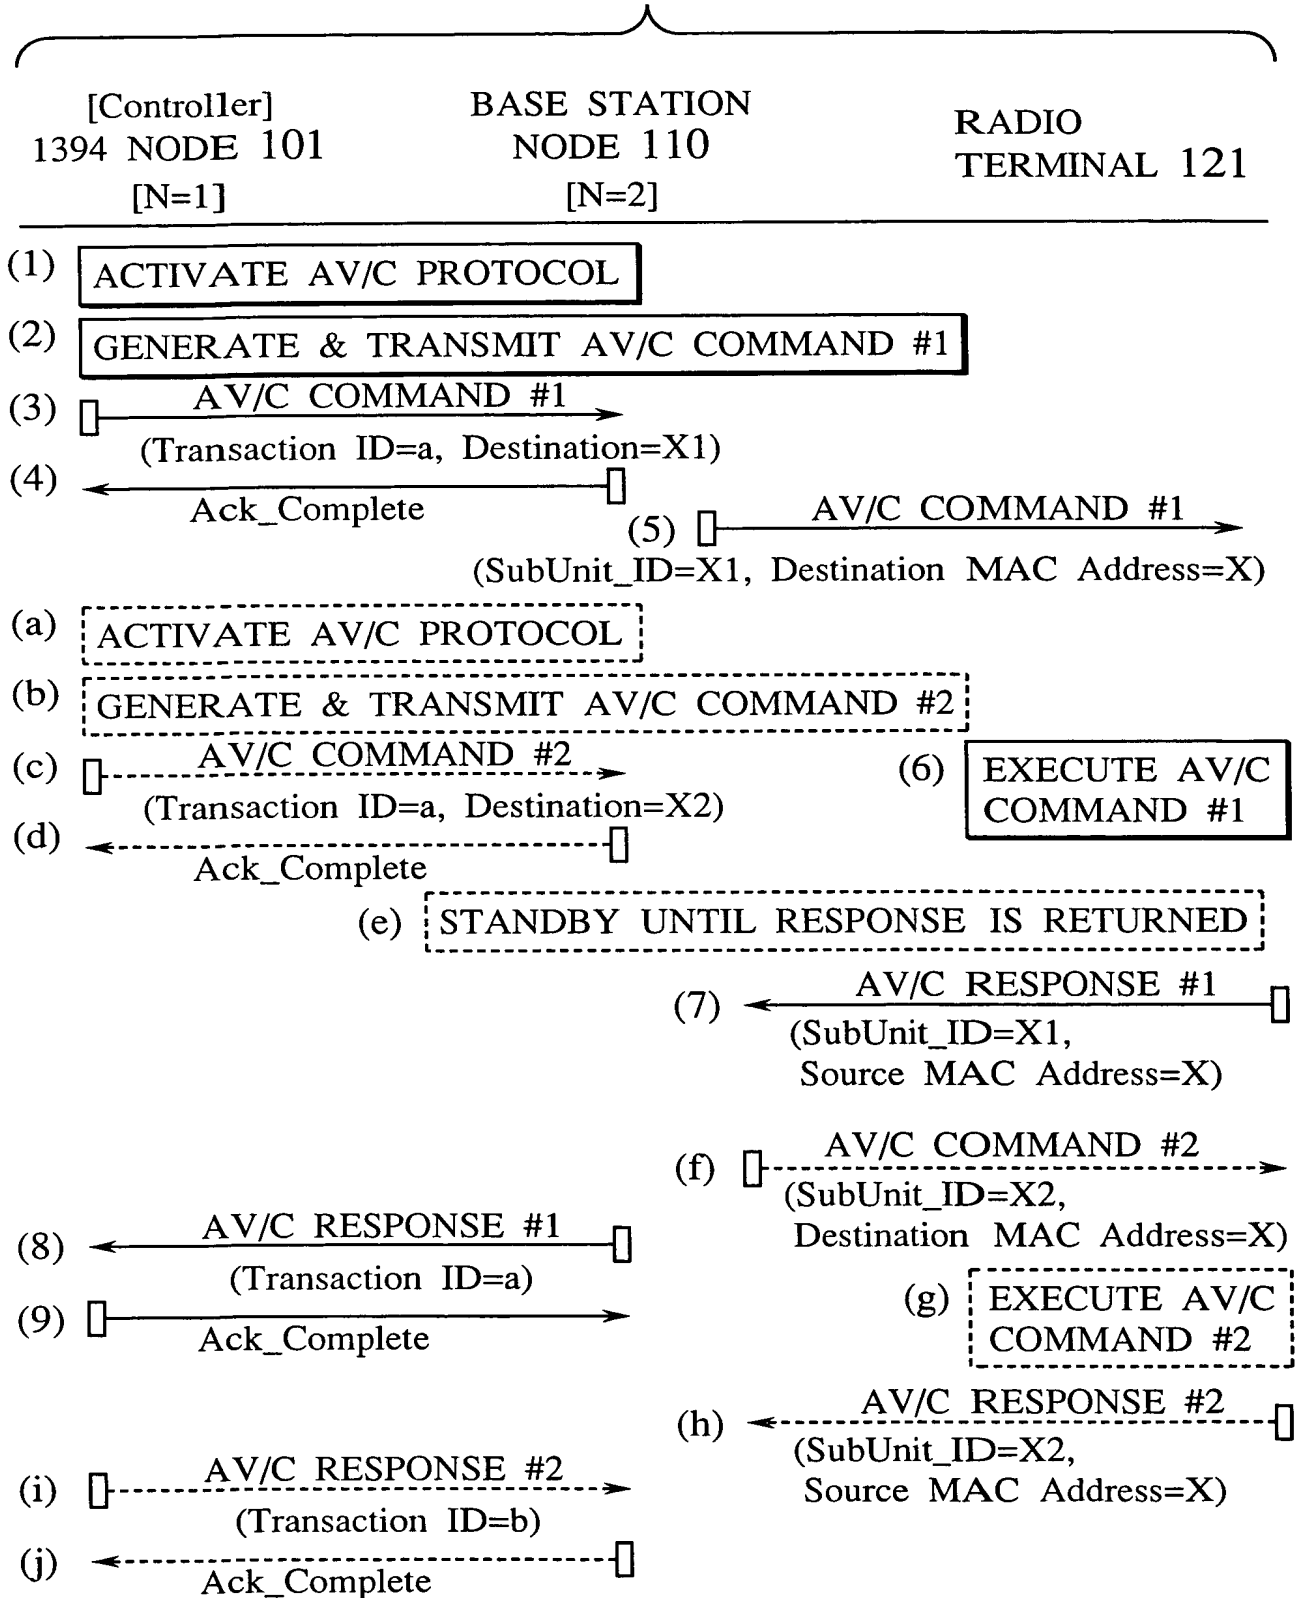 [Controller]
1394 NODE 101
[N=1]
BASE STATION
NODE 110
[N=2]
RADIO
TERMINAL 121
(1) ACTIVATE AV/C PROTOCOL
(2) GENERATE & TRANSMIT AV/C COMMAND #1
(3) AV/C COMMAND #1
(Transaction ID=a, Destination=X1)
(4) Ack_Complete
(5) AV/C COMMAND #1
(SubUnit_ID=X1, Destination MAC Address=X)
(a) ACTIVATE AV/C PROTOCOL
(b) GENERATE & TRANSMIT AV/C COMMAND #2
(c) AV/C COMMAND #2
(Transaction ID=a, Destination=X2)
(6) EXECUTE AV/C
COMMAND #1
(d) Ack_Complete
(e) STANDBY UNTIL RESPONSE IS RETURNED
(7) AV/C RESPONSE #1
(SubUnit_ID=X1,
Source MAC Address=X)
(f) AV/C COMMAND #2
(SubUnit_ID=X2,
Destination MAC Address=X)
(8) AV/C RESPONSE #1
(Transaction ID=a)
(9) Ack_Complete
(g) EXECUTE AV/C
COMMAND #2
(h) AV/C RESPONSE #2
(SubUnit_ID=X2,
Source MAC Address=X)
(i) AV/C RESPONSE #2
(Transaction ID=b)
(j) Ack_Complete